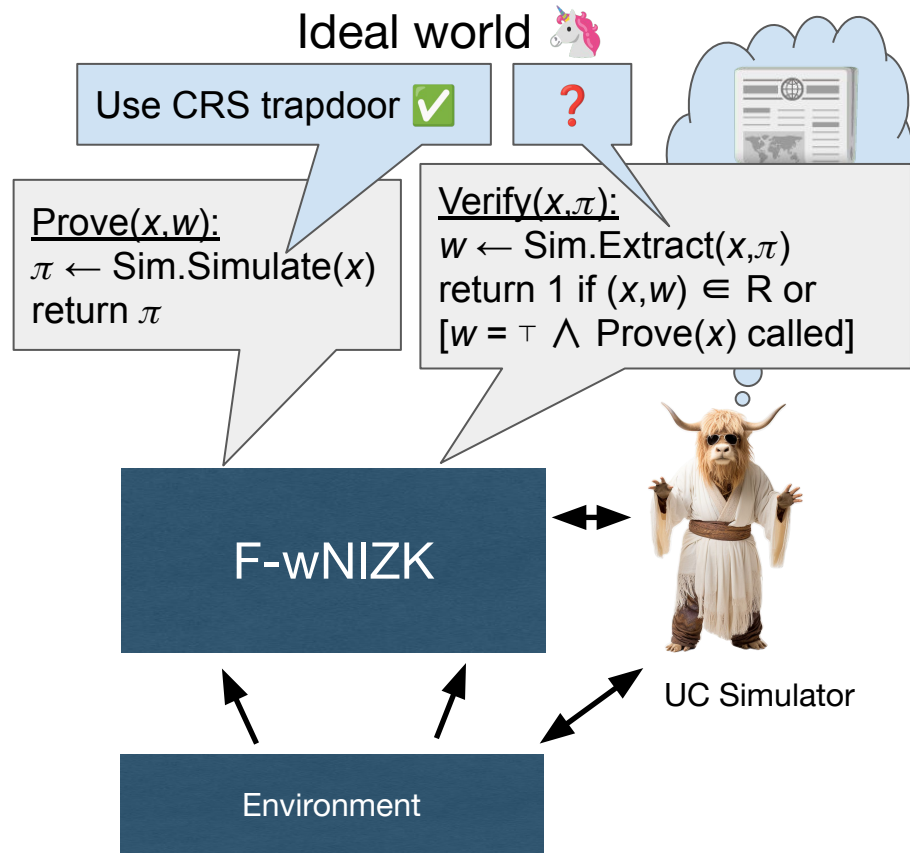 Ideal world 🦄
Use CRS trapdoor ✅
❓
Prove(x,w):
π ← Sim.Simulate(x)
return π
Verify(x,π):
w ← Sim.Extract(x,π)
return 1 if (x,w) ∈ R or
[w = ⊤ ∧ Prove(x) called]
F-wNIZK
UC Simulator
Environment